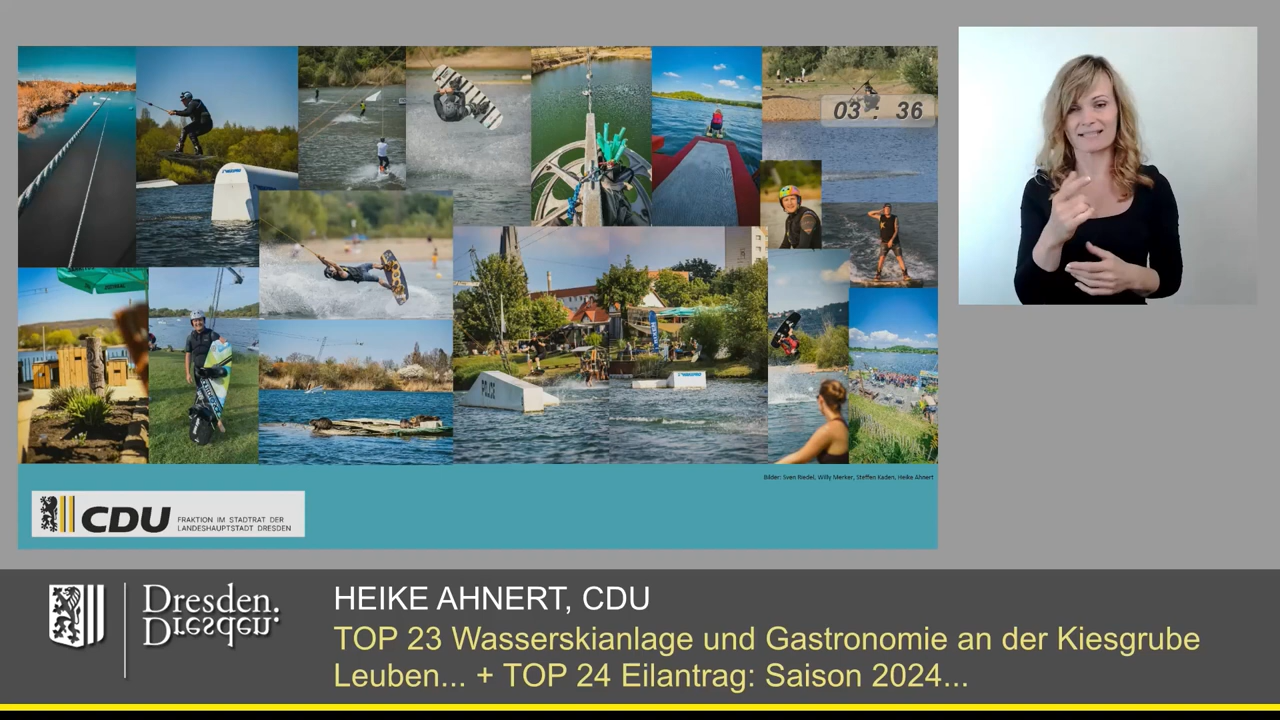 03 : 36
POLICE
Bilder: Sven Riedel, Willy Merker, Steffen Kaden, Heike Ahnert
CDU
FRAKTION IM STADTRAT DER
LANDESHAUPTSTADT DRESDEN
Dresden.
Dresden.
HEIKE AHNERT, CDU
TOP 23 Wasserskianlage und Gastronomie an der Kiesgrube
Leuben... + TOP 24 Eilantrag: Saison 2024...